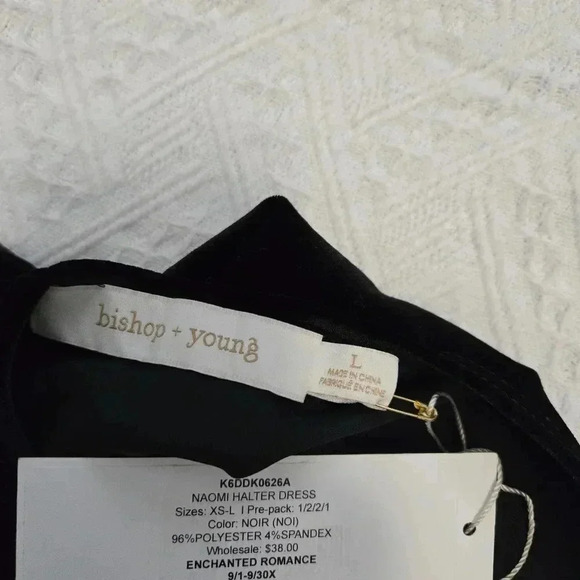 bishop + young
L
MADE IN CHINA
FABRIQUÉ EN CHINE
K6DDK0626A
NAOMI HALTER DRESS
Sizes: XS-L I Pre-pack: 1/2/2/1
Color: NOIR (NOI)
96%POLYESTER 4%SPANDEX
Wholesale: $38.00
ENCHANTED ROMANCE
9/1-9/30X